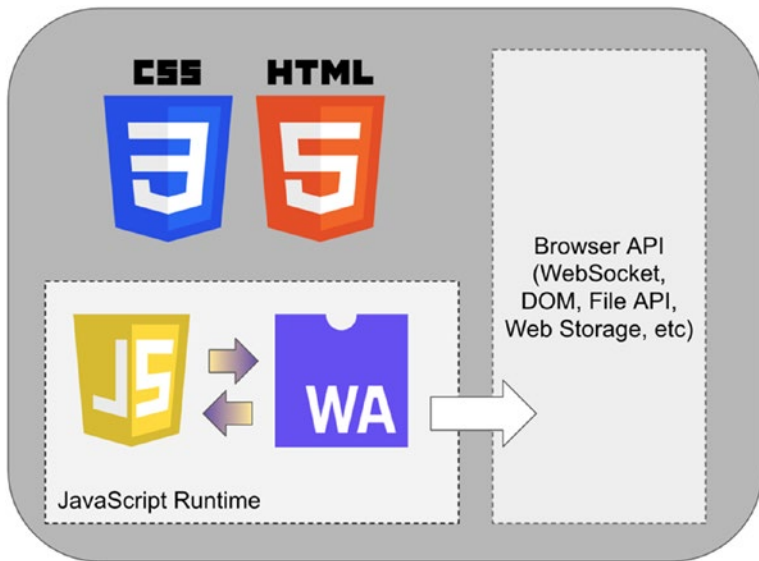 CSS
HTML
3
5
Browser API
(WebSocket,
DOM, File API,
Web Storage, etc)
JS
WA
JavaScript Runtime